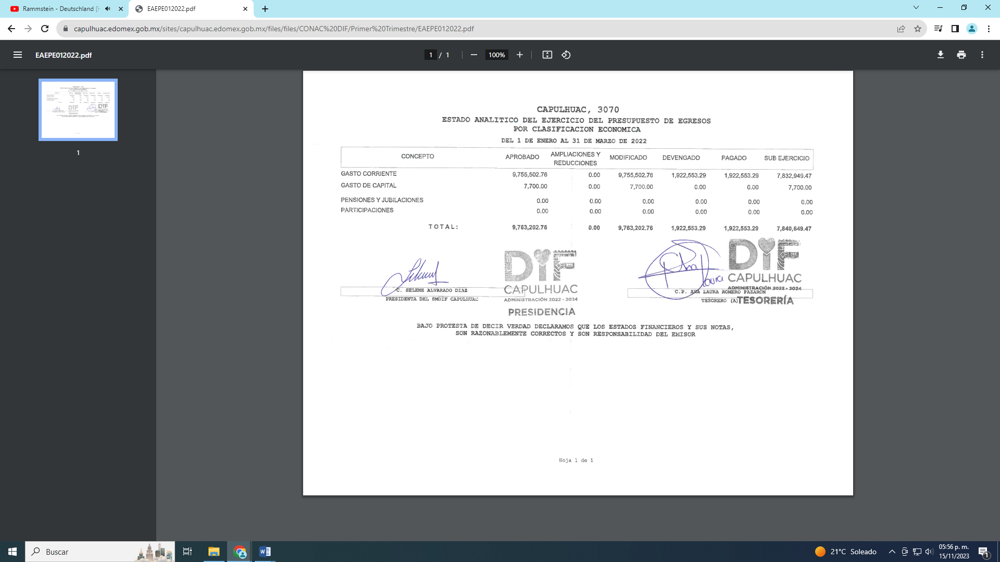 Rammstein - Deutschland [
EAEPE012022.pdf
capulhuac.edomex.gob.mx/sites/capulhuac.edomex.gob.mx/files/files/CONAC%20DIF/Primer%20Trimestre/EAEPE012022.pdf
EAEPE012022.pdf
1 / 1
100%
1
CAPULHUAC, 3070
ESTADO ANALITICO DEL EJERCICIO DEL PRESUPUESTO DE EGRESOS
POR CLASIFICACION ECONOMICA
DEL 1 DE ENERO AL 31 DE MARZO DE 2022
CONCEPTO APROBADO AMPLIACIONES Y REDUCCIONES MODIFICADO DEVENGADO PAGADO SUB EJERCICIO
GASTO CORRIENTE 9,755,502.76 0.00 9,755,502.76 1,922,553.29 1,922,553.29 7,832,949.47
GASTO DE CAPITAL 7,700.00 0.00 7,700.00 0.00 0.00 7,700.00
PENSIONES Y JUBILACIONES 0.00 0.00 0.00 0.00 0.00 0.00
PARTICIPACIONES 0.00 0.00 0.00 0.00 0.00 0.00
TOTAL: 9,763,202.76 0.00 9,763,202.76 1,922,553.29 1,922,553.29 7,840,649.47
DIF
CAPULHUAC
ADMINISTRACIÓN 2022 - 2024
PRESIDENCIA
C. SELENE ALVARADO DIAZ
PRESIDENTA DEL SMDIF CAPULHUAC
DIF
CAPULHUAC
ADMINISTRACIÓN 2022 - 2024
TESORERÍA
C.P. ANA LAURA ROMERO PAZARON
TESORERO (A)
BAJO PROTESTA DE DECIR VERDAD DECLARAMOS QUE LOS ESTADOS FINANCIEROS Y SUS NOTAS,
SON RAZONABLEMENTE CORRECTOS Y SON RESPONSABILIDAD DEL EMISOR
Hoja 1 de 1
Buscar
21°C Soleado
05:56 p. m.
15/11/2023
1